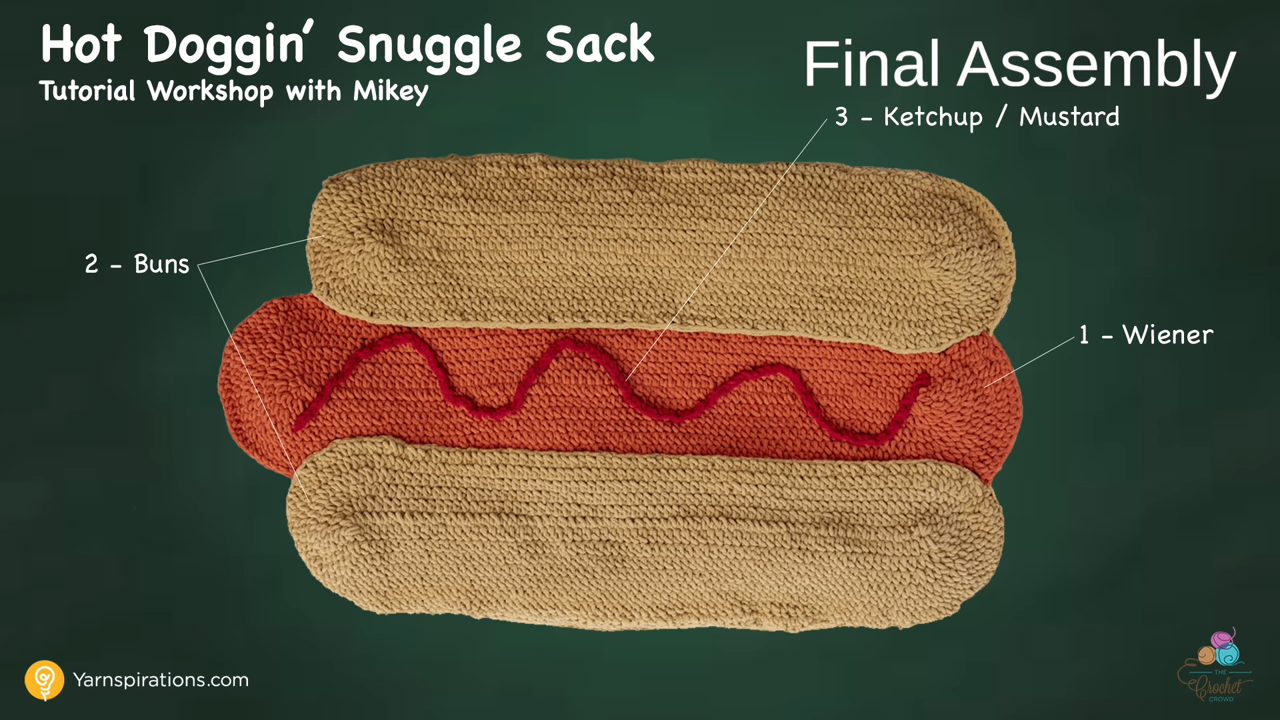 Hot Doggin' Snuggle Sack
Tutorial Workshop with Mikey
Final Assembly
3 - Ketchup / Mustard
2 - Buns
1 - Wiener
Yarnspirations.com
THE
Crochet
CROWD